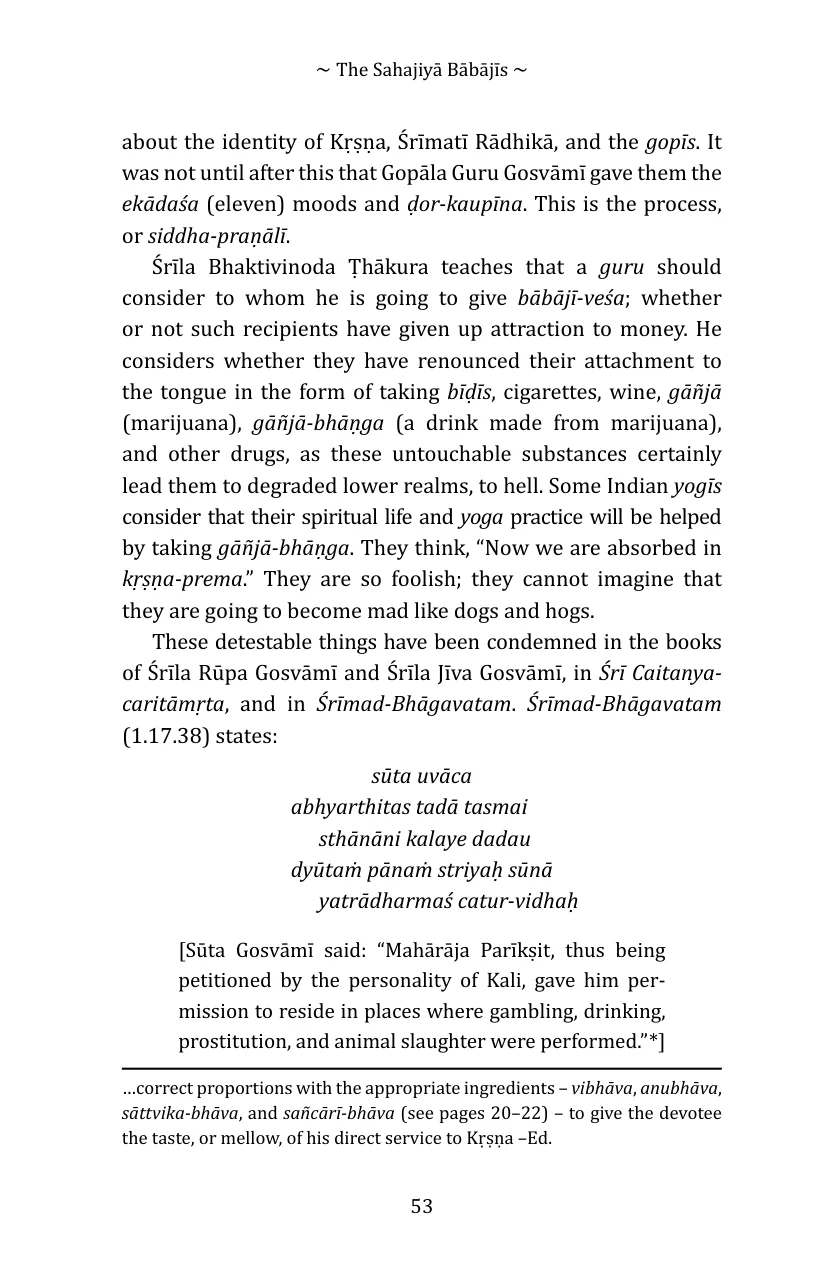 ~ The Sahajiyā Bābājīs ~
about the identity of Kṛṣṇa, Śrīmatī Rādhikā, and the gopīs. It
was not until after this that Gopāla Guru Gosvāmī gave them the
ekādaśa (eleven) moods and ḍor-kaupīna. This is the process,
or siddha-praṇālī.
Śrīla Bhaktivinoda Ṭhākura teaches that a guru should
consider to whom he is going to give bābājī-veśa; whether
or not such recipients have given up attraction to money. He
considers whether they have renounced their attachment to
the tongue in the form of taking bīḍīs, cigarettes, wine, gāñjā
(marijuana), gāñjā-bhāṇga (a drink made from marijuana),
and other drugs, as these untouchable substances certainly
lead them to degraded lower realms, to hell. Some Indian yogīs
consider that their spiritual life and yoga practice will be helped
by taking gāñjā-bhāṇga. They think, “Now we are absorbed in
kṛṣṇa-prema.” They are so foolish; they cannot imagine that
they are going to become mad like dogs and hogs.
These detestable things have been condemned in the books
of Śrīla Rūpa Gosvāmī and Śrīla Jīva Gosvāmī, in Śrī Caitanya-
caritāmṛta, and in Śrīmad-Bhāgavatam. Śrīmad-Bhāgavatam
(1.17.38) states:
sūta uvāca
abhyarthitas tadā tasmai
sthānāni kalaye dadau
dyūtaṁ pānaṁ striyaḥ sūnā
yatrādharmaś catur-vidhaḥ
[Sūta Gosvāmī said: “Mahārāja Parīkṣit, thus being
petitioned by the personality of Kali, gave him per-
mission to reside in places where gambling, drinking,
prostitution, and animal slaughter were performed.”*]
…correct proportions with the appropriate ingredients – vibhāva, anubhāva,
sāttvika-bhāva, and sañcārī-bhāva (see pages 20–22) – to give the devotee
the taste, or mellow, of his direct service to Kṛṣṇa –Ed.
53